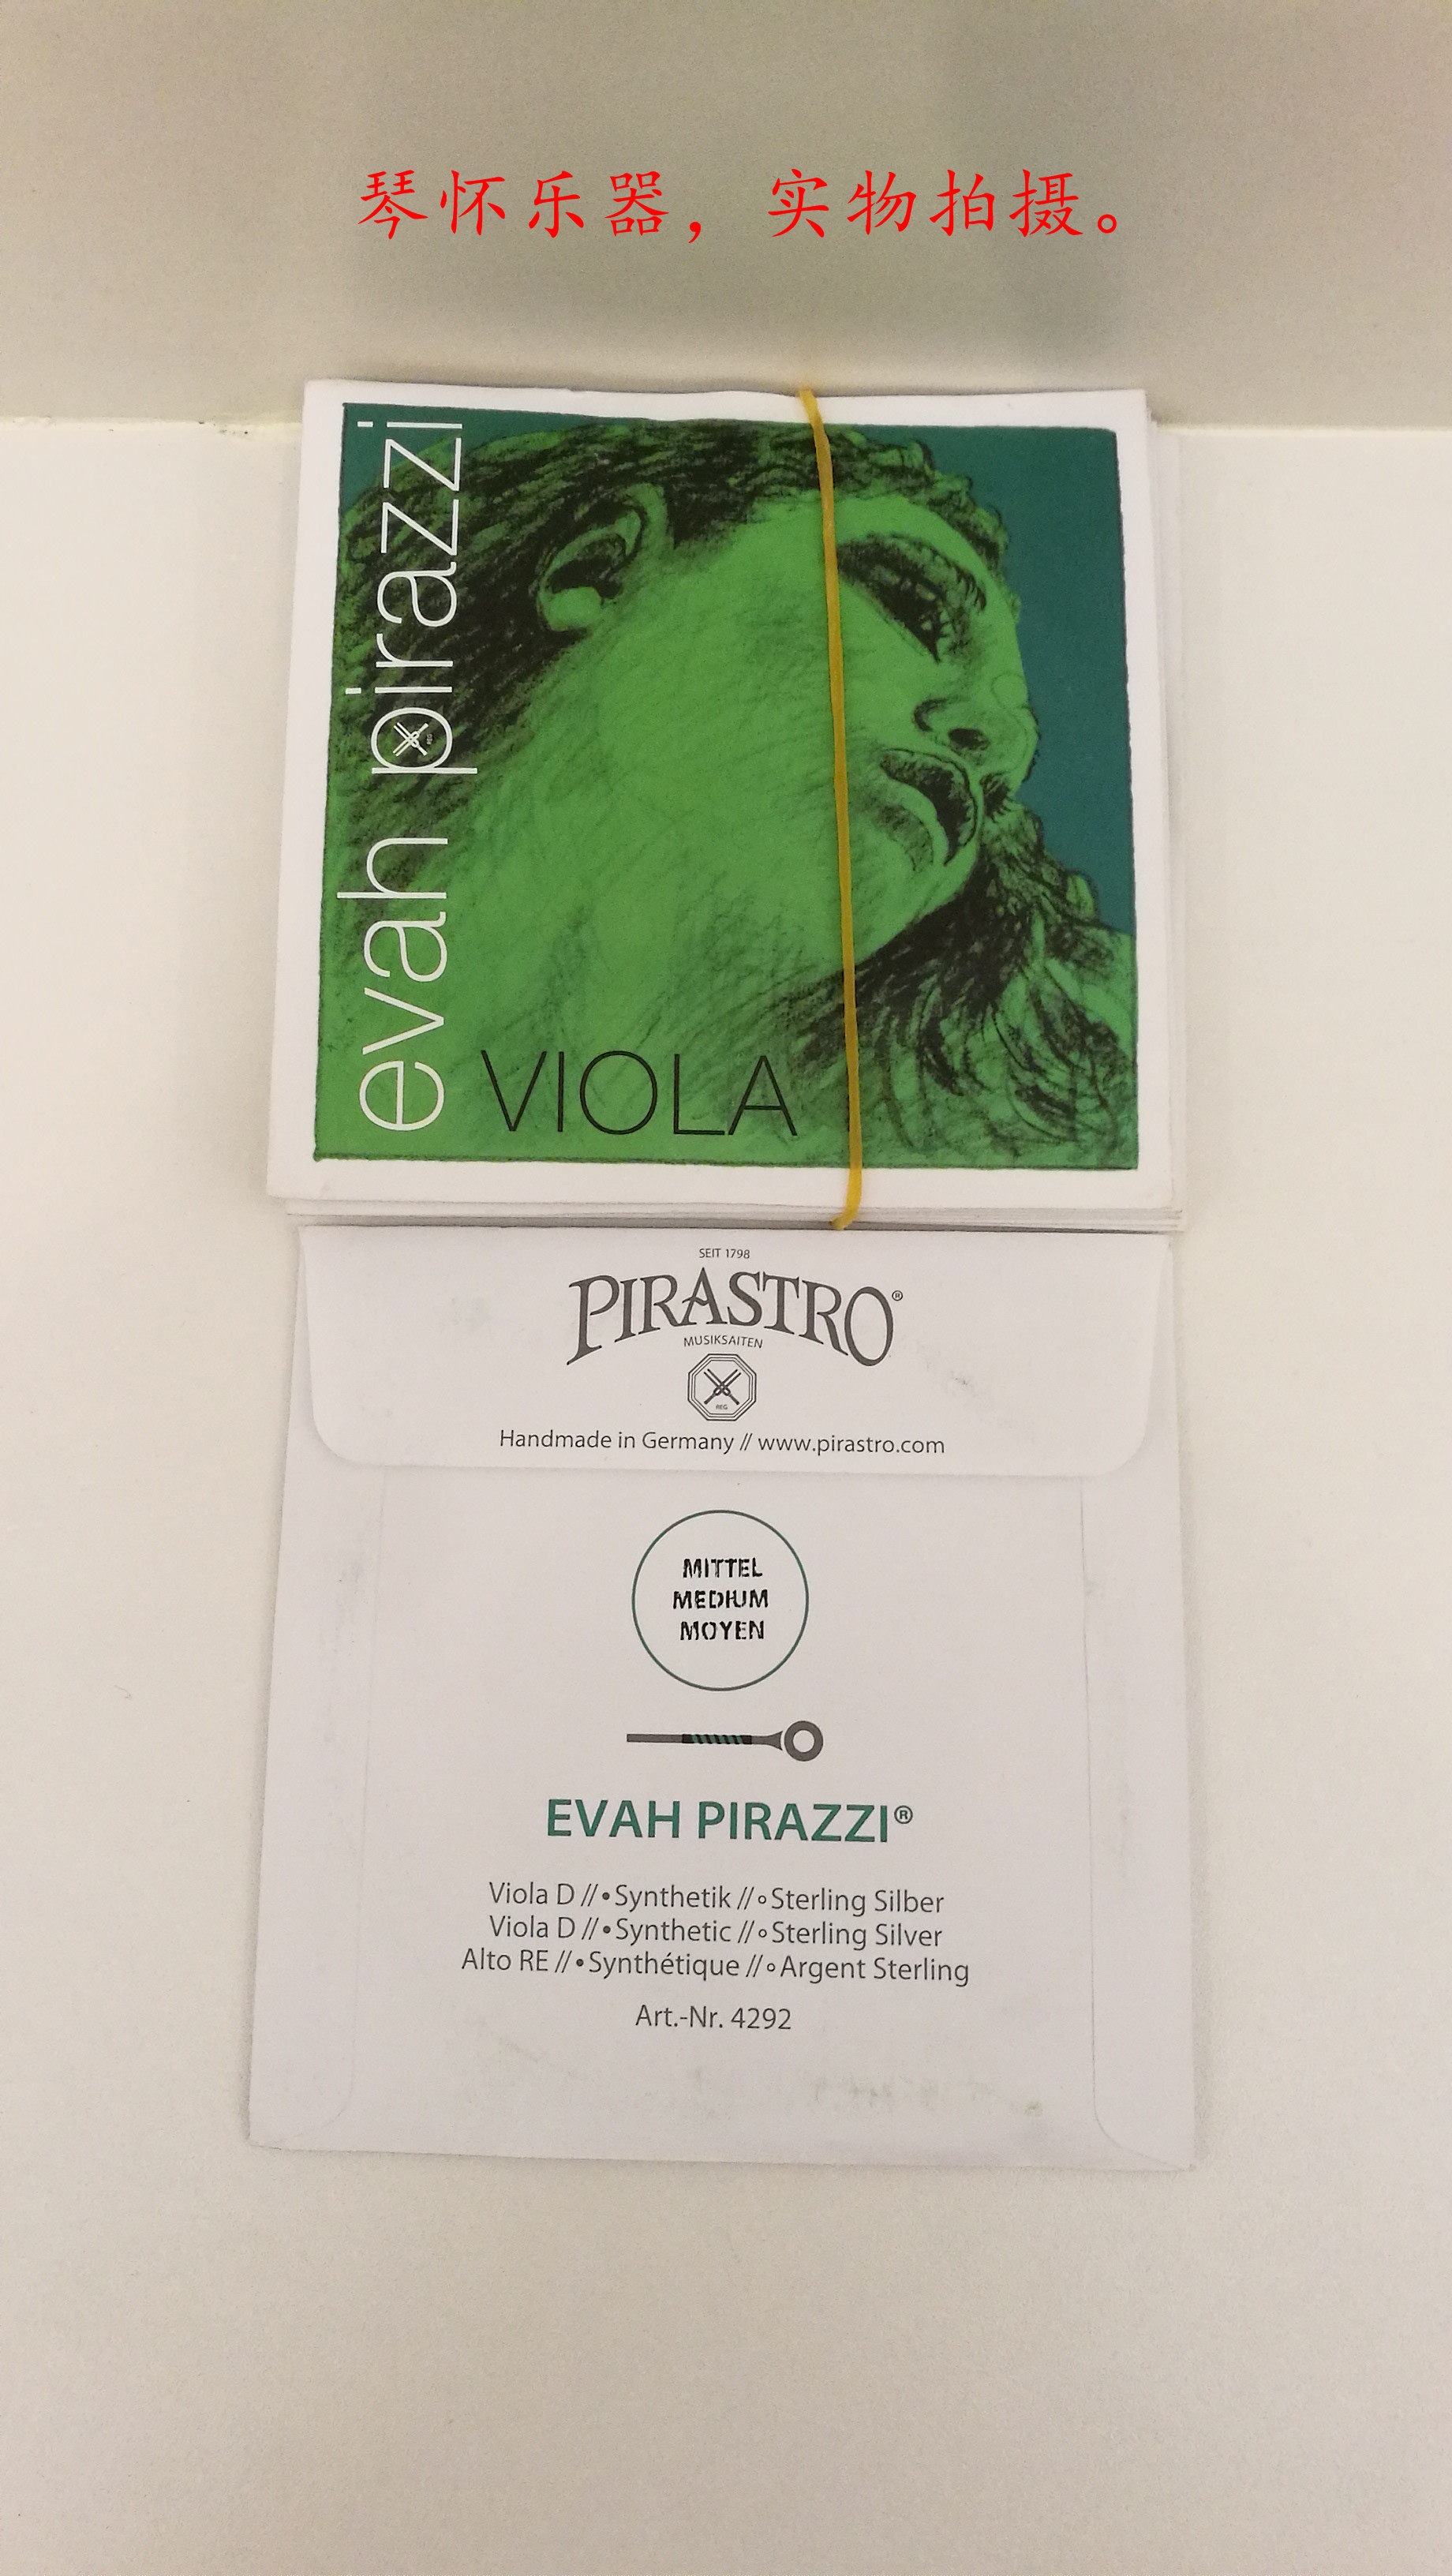 琴怀乐器，实物拍摄。
evah pirazzi
VIOLA
SEIT 1798
PIRASTRO®
MUSIKSAITEN
REG
Handmade in Germany // www.pirastro.com
MITTEL
MEDIUM
MOYEN
EVAH PIRAZZI®
Viola D //•Synthetik //∘Sterling Silber
Viola D //•Synthetic //∘Sterling Silver
Alto RE //•Synthétique //∘Argent Sterling
Art.-Nr. 4292